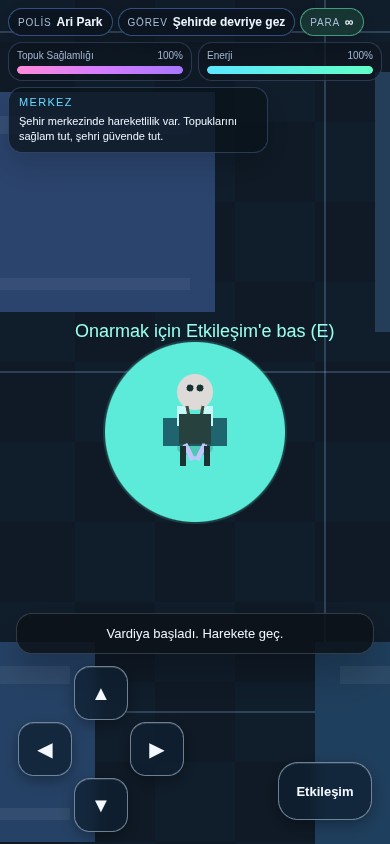 POLİS Ari Park
GÖREV Şehirde devriye gez
PARA ∞
Topuk Sağlamlığı 100%
Enerji 100%
MERKEZ
Şehir merkezinde hareketlilik var. Topuklarını
sağlam tut, şehri güvende tut.
Onarmak için Etkileşim'e bas (E)
Vardiya başladı. Harekete geç.
▲
◀ ▶
▼
Etkileşim